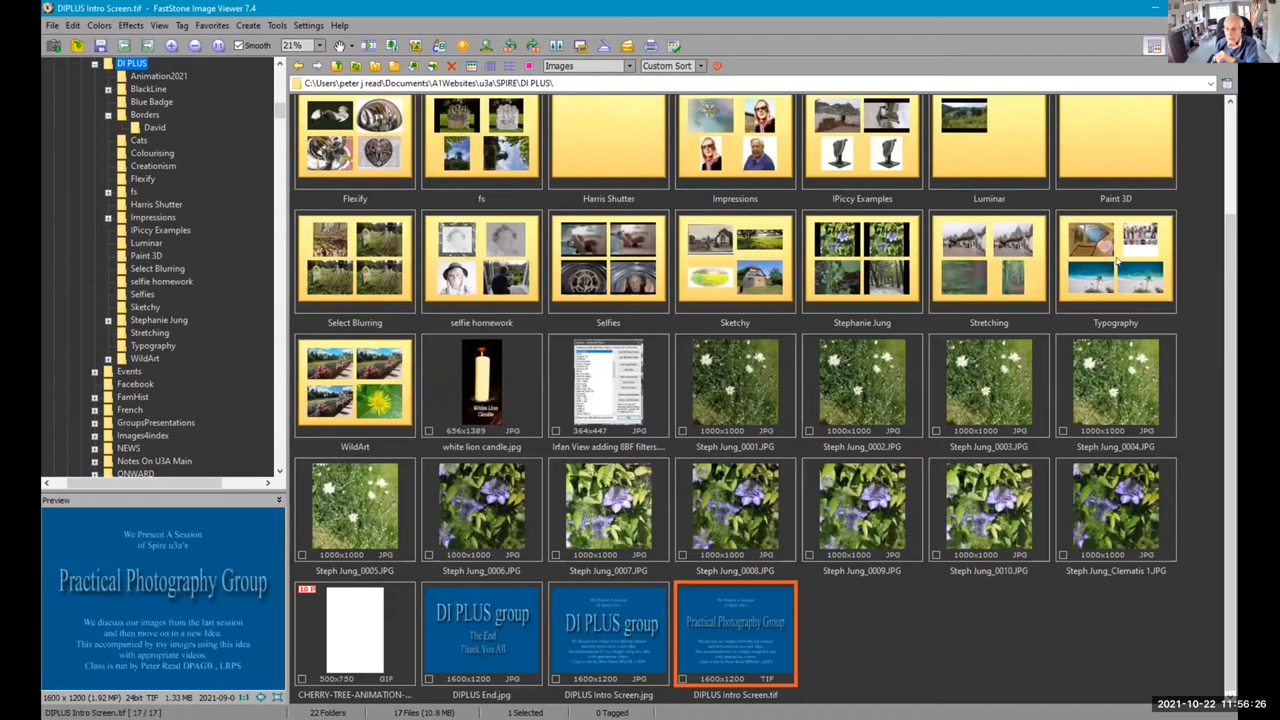 DIPLUS Intro Screen.tif - FastStone Image Viewer 7.4
File Edit Colors Effects View Tag Favorites Create Tools Settings Help
Smooth 21%
Images Custom Sort
C:\Users\peter j read\Documents\A1Websites\u3a\SPIRE\DI PLUS\
DI PLUS
Animation2021
BlackLine
Blue Badge
Borders
David
Cats
Colourising
Creationism
Flexify
fs
Harris Shutter
Impressions
IPiccy Examples
Luminar
Paint 3D
Select Blurring
selfie homework
Selfies
Sketchy
Stephanie Jung
Stretching
Typography
WildArt
Events
Facebook
FamHist
French
GroupsPresentations
Images4index
NEWS
Notes On U3A Main
ONWARD
Flexify fs Harris Shutter Impressions IPiccy Examples Luminar Paint 3D
Select Blurring selfie homework Selfies Sketchy Stephanie Jung Stretching Typography
656x1389 JPG 364x447 JPG 1000x1000 JPG 1000x1000 JPG 1000x1000 JPG 1000x1000 JPG
WildArt white lion candle.jpg Irfan View adding 8BF filters.... Steph Jung_0001.JPG Steph Jung_0002.JPG Steph Jung_0003.JPG Steph Jung_0004.JPG
White Lion
Candle
1000x1000 JPG 1000x1000 JPG 1000x1000 JPG 1000x1000 JPG 1000x1000 JPG 1000x1000 JPG 1000x1000 JPG
Steph Jung_0005.JPG Steph Jung_0006.JPG Steph Jung_0007.JPG Steph Jung_0008.JPG Steph Jung_0009.JPG Steph Jung_0010.JPG Steph Jung_Clematis 1.JPG
10 P
DI PLUS group
The End
Thank You All
DI PLUS group
Practical Photography Group
500x750 GIF 1600x1200 JPG 1600x1200 JPG 1600x1200 TIF
CHERRY-TREE-ANIMATION-... DIPLUS End.jpg DIPLUS Intro Screen.jpg DIPLUS Intro Screen.tif
Preview
We Present A Session
of Spire u3a's
Practical Photography Group
We discuss our images from the last session
and then move on to a new Idea.
This accompanied by my images using this idea
with appropriate videos.
Class is run by Peter Read DPAGB , LRPS
1600 x 1200 (1.92 MP) 24bit TIF 1.33 MB 2021-09-0 1:1
DIPLUS Intro Screen.tif [ 17 / 17 ] 22 Folders 17 Files (10.8 MB) 1 Selected 0 Tagged
2021-10-22 11:56:26